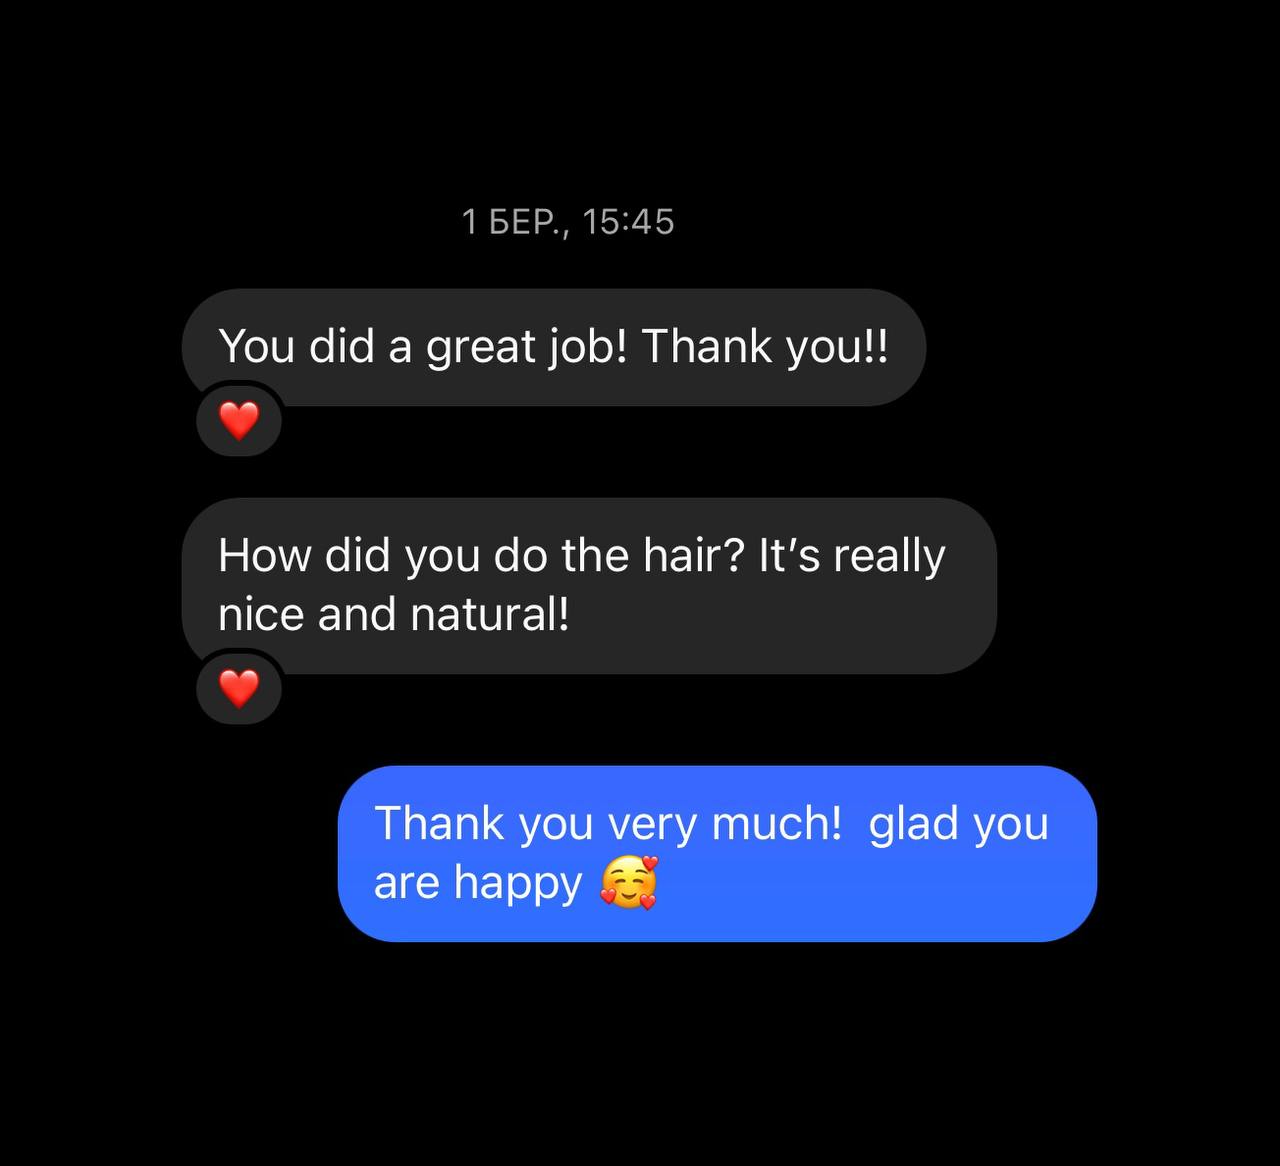 1 БЕР., 15:45
You did a great job! Thank you!!
❤️
How did you do the hair? It’s really
nice and natural!
❤️
Thank you very much!  glad you
are happy 🥰